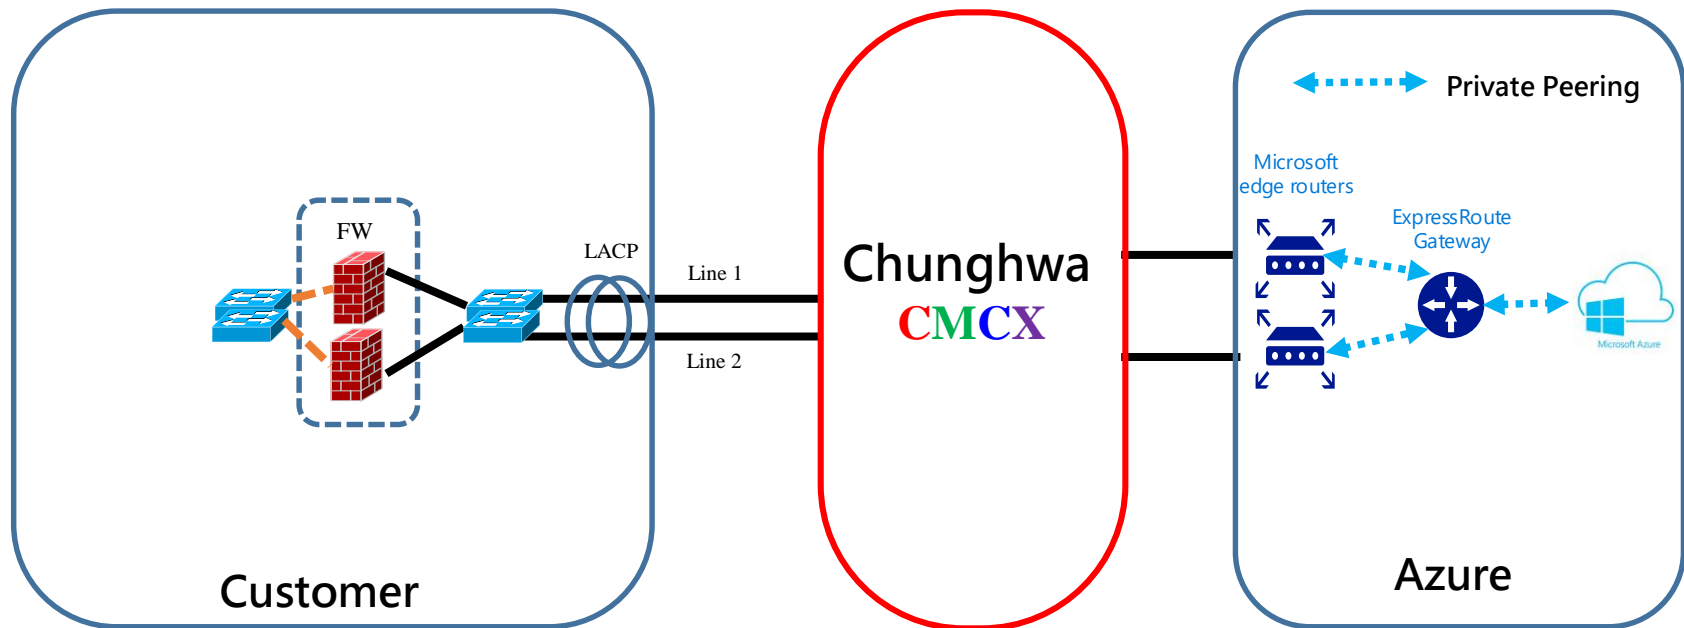 FW
LACP
Line 1
Line 2
Customer
Chunghwa
CMCX
Private Peering
Microsoft
edge routers
ExpressRoute
Gateway
Microsoft Azure
Azure